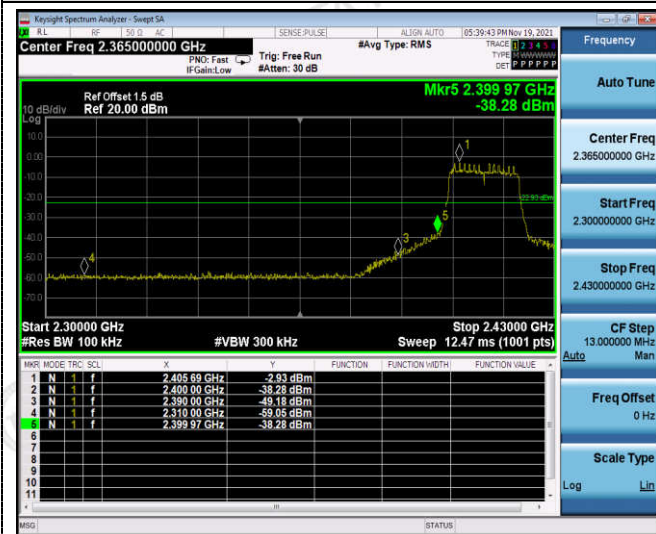 Keysight Spectrum Analyzer - Swept SA
RL RF 50 Ω AC SENSE:PULSE ALIGN AUTO 05:39:43 PM Nov 19, 2021
Center Freq 2.365000000 GHz #Avg Type: RMS TRACE 1 2 3 4 5 6
PNO: Fast Trig: Free Run TYPE M
IFGain:Low #Atten: 30 dB DET P P P P P P
Ref Offset 1.5 dB Mkr5 2.399 97 GHz
10 dB/div Ref 20.00 dBm -38.28 dBm
Log
10.0
0.00
-10.0
-20.0
-30.0
-40.0
-50.0
-60.0
-70.0
1
5
3
4
Start 2.30000 GHz Stop 2.43000 GHz
#Res BW 100 kHz #VBW 300 kHz Sweep 12.47 ms (1001 pts)
MKR MODE TRC SCL X Y FUNCTION FUNCTION WIDTH FUNCTION VALUE
1 N 1 f 2.405 69 GHz -2.93 dBm
2 N 1 f 2.400 00 GHz -38.28 dBm
3 N 1 f 2.390 00 GHz -49.18 dBm
4 N 1 f 2.310 00 GHz -59.05 dBm
5 N 1 f 2.399 97 GHz -38.28 dBm
6
7
8
9
10
11
MSG STATUS
Frequency
Auto Tune
Center Freq
2.365000000 GHz
Start Freq
2.300000000 GHz
Stop Freq
2.430000000 GHz
CF Step
13.000000 MHz
Auto Man
Freq Offset
0 Hz
Scale Type
Log Lin